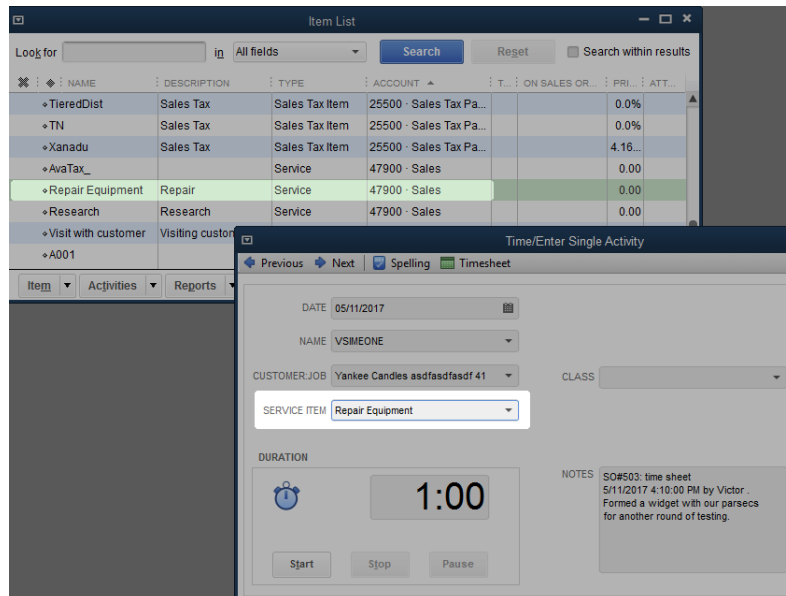 Item List
Look for in All fields Search Reset Search within results
NAME DESCRIPTION TYPE ACCOUNT T... ON SALES OR... PRI... ATT...
TieredDist Sales Tax Sales Tax Item 25500 · Sales Tax Pa... 0.0%
TN Sales Tax Sales Tax Item 25500 · Sales Tax Pa... 0.0%
Xanadu Sales Tax Sales Tax Item 25500 · Sales Tax Pa... 4.16...
AvaTax_ Service 47900 · Sales 0.00
Repair Equipment Repair Service 47900 · Sales 0.00
Research Research Service 47900 · Sales 0.00
Visit with customer Visiting custon
A001
Item Activities Reports
Time/Enter Single Activity
Previous Next Spelling Timesheet
DATE 05/11/2017
NAME VSIMEONE
CUSTOMER:JOB Yankee Candles asdfasdfasdf 41 CLASS
SERVICE ITEM Repair Equipment
DURATION
1:00
Start Stop Pause
NOTES SO#503: time sheet
5/11/2017 4:10:00 PM by Victor .
Formed a widget with our parsecs
for another round of testing.